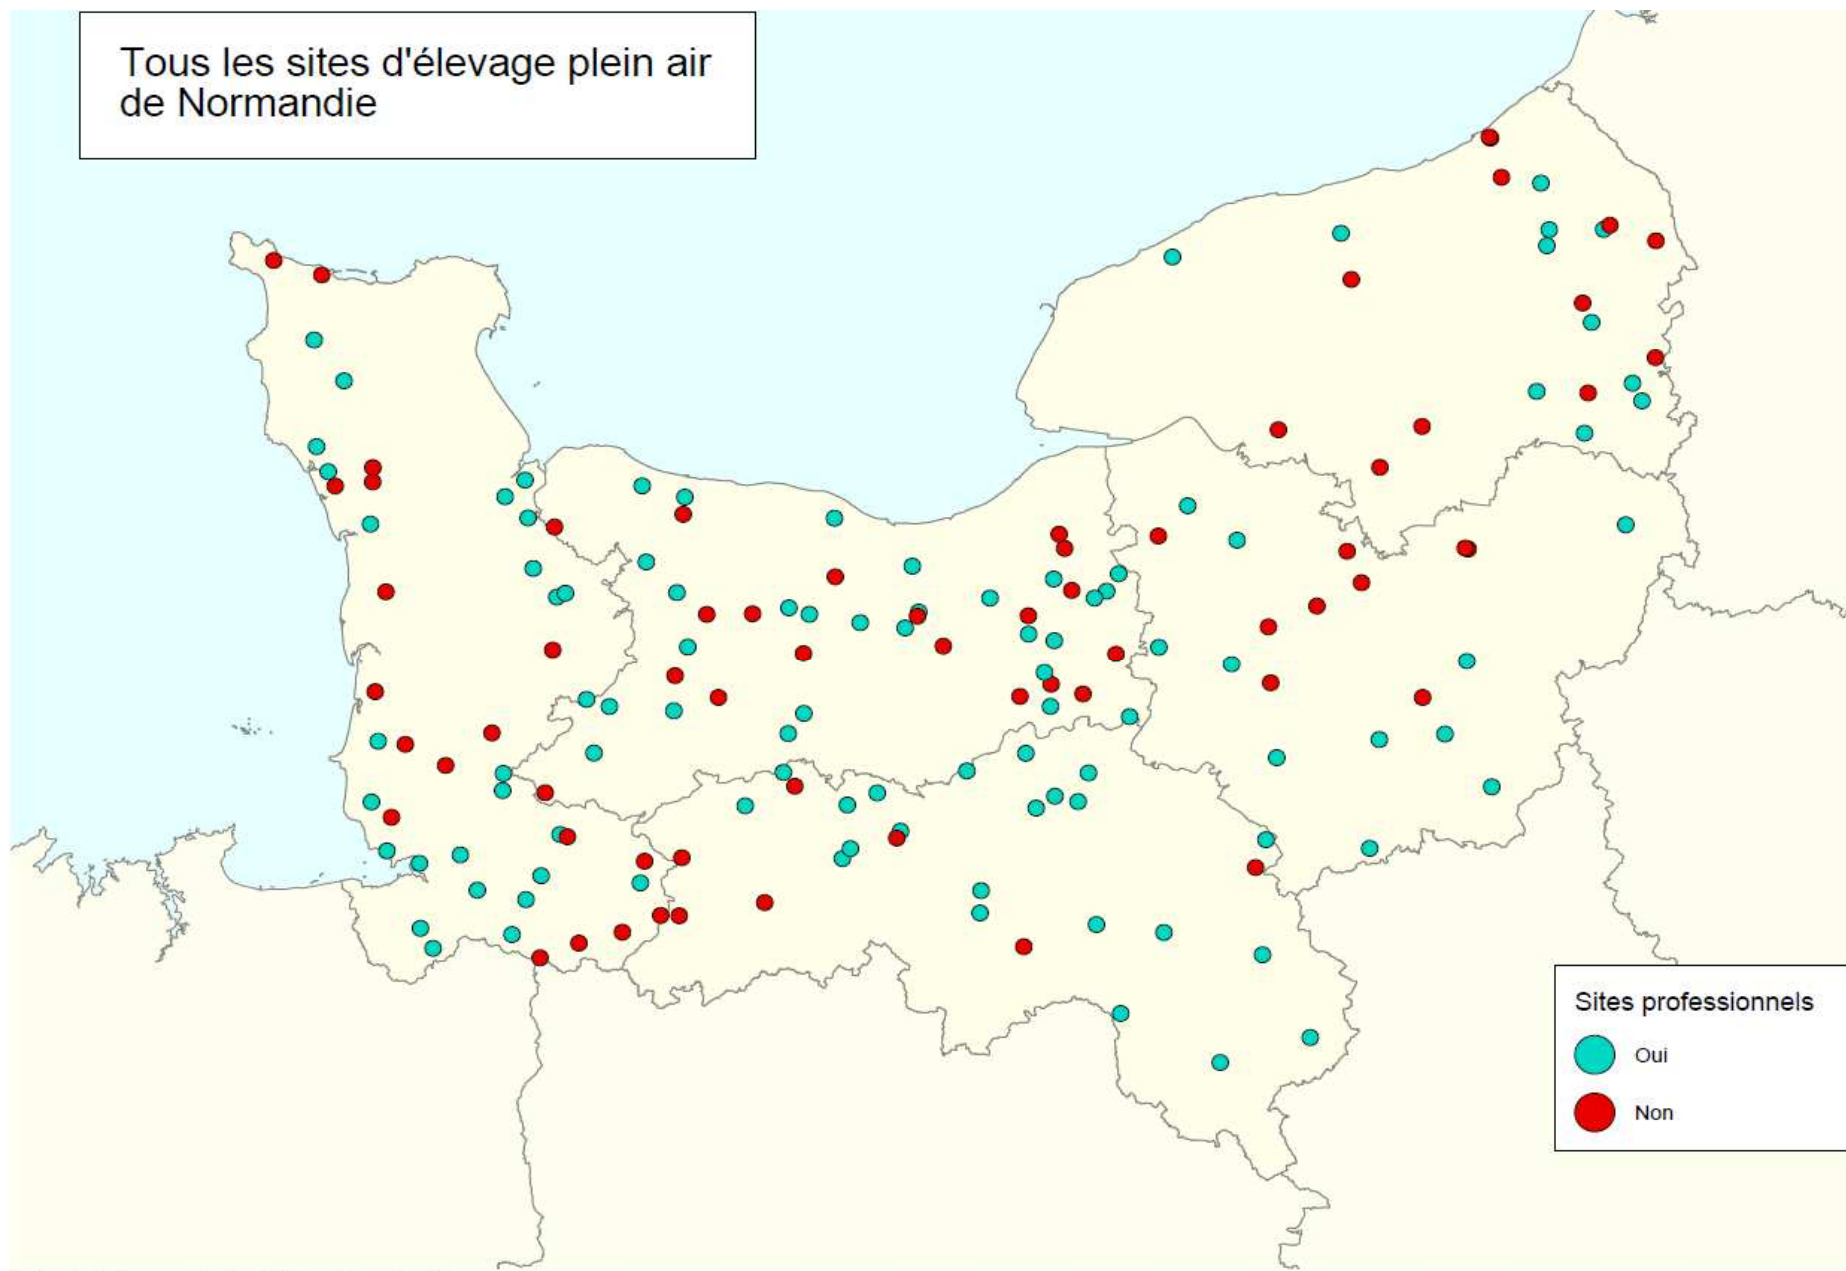 Tous les sites d'élevage plein air
de Normandie
Sites professionnels
Oui
Non